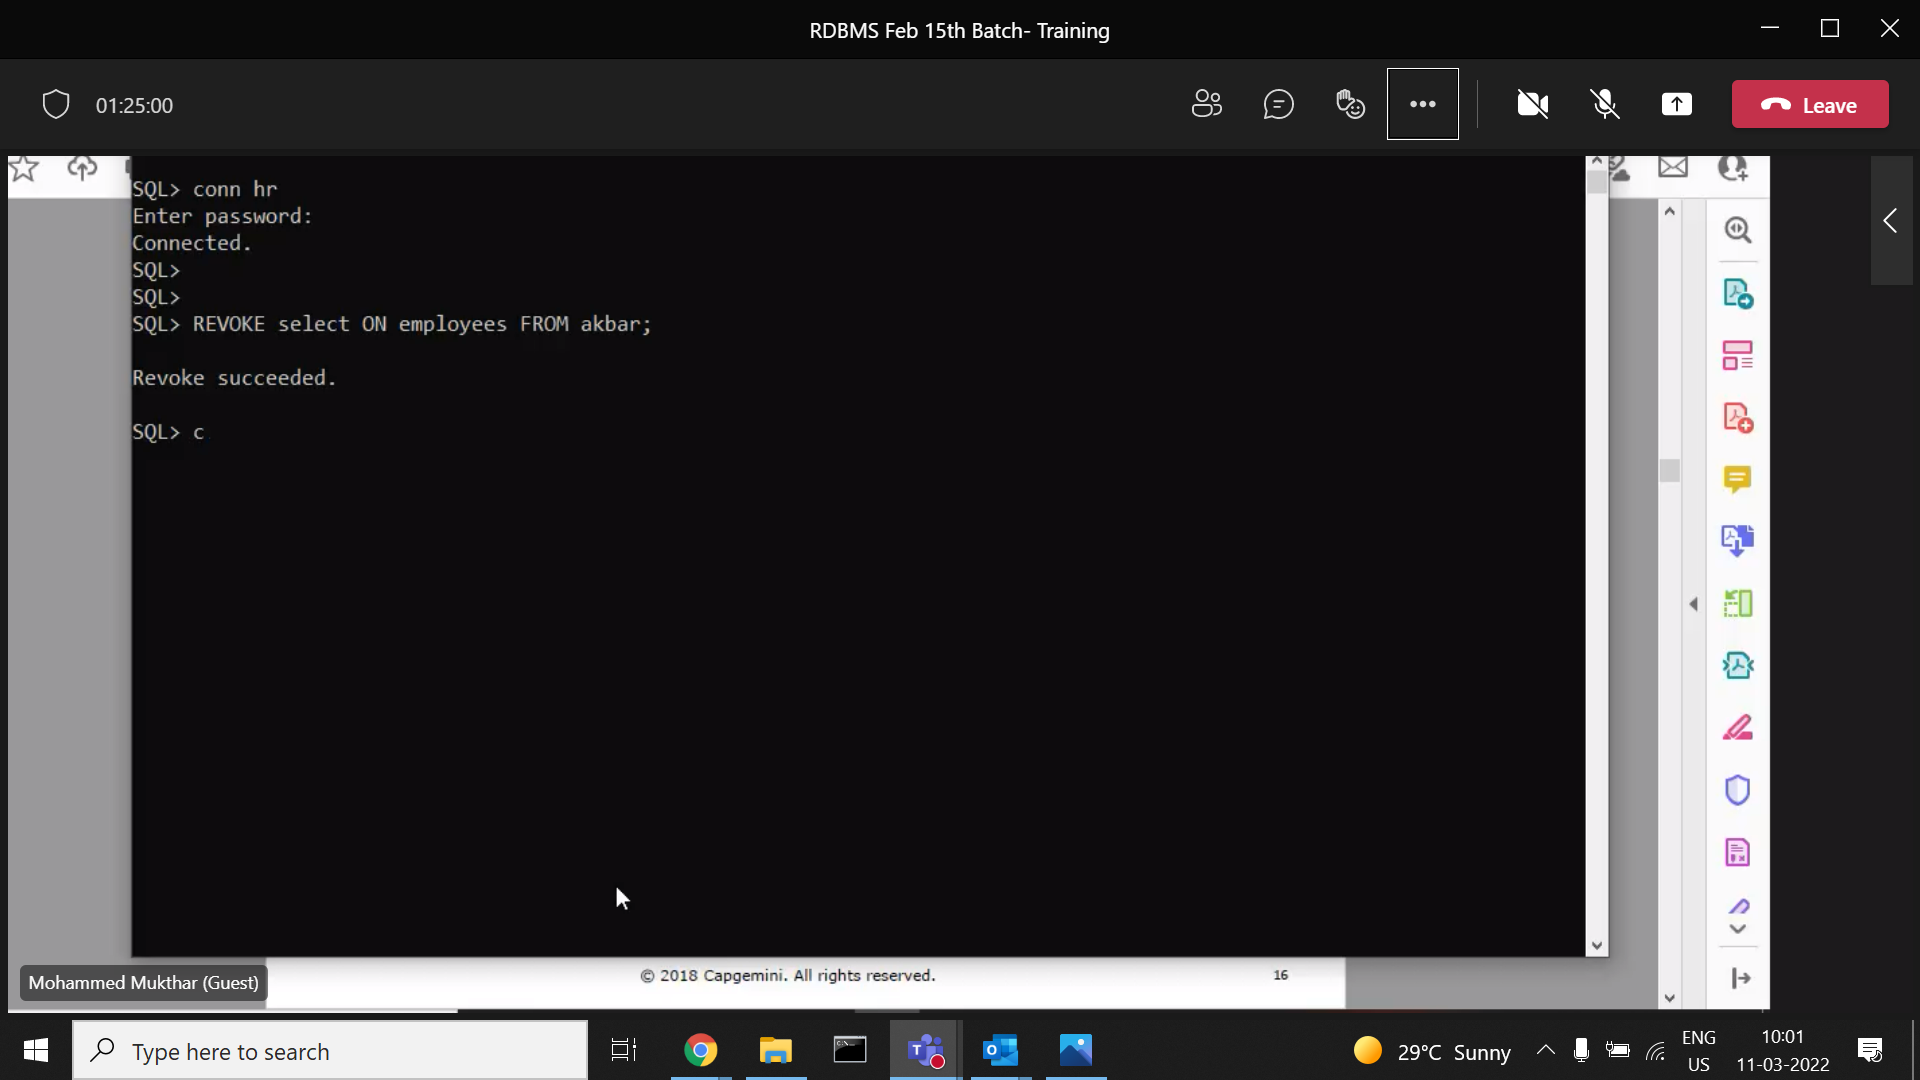 RDBMS Feb 15th Batch- Training
01:25:00
Leave
SQL> conn hr
Enter password:
Connected.
SQL>
SQL>
SQL> REVOKE select ON employees FROM akbar;
Revoke succeeded.
SQL> c
© 2018 Capgemini. All rights reserved.
16
Mohammed Mukthar (Guest)
Type here to search
29°C Sunny
ENG
US
10:01
11-03-2022